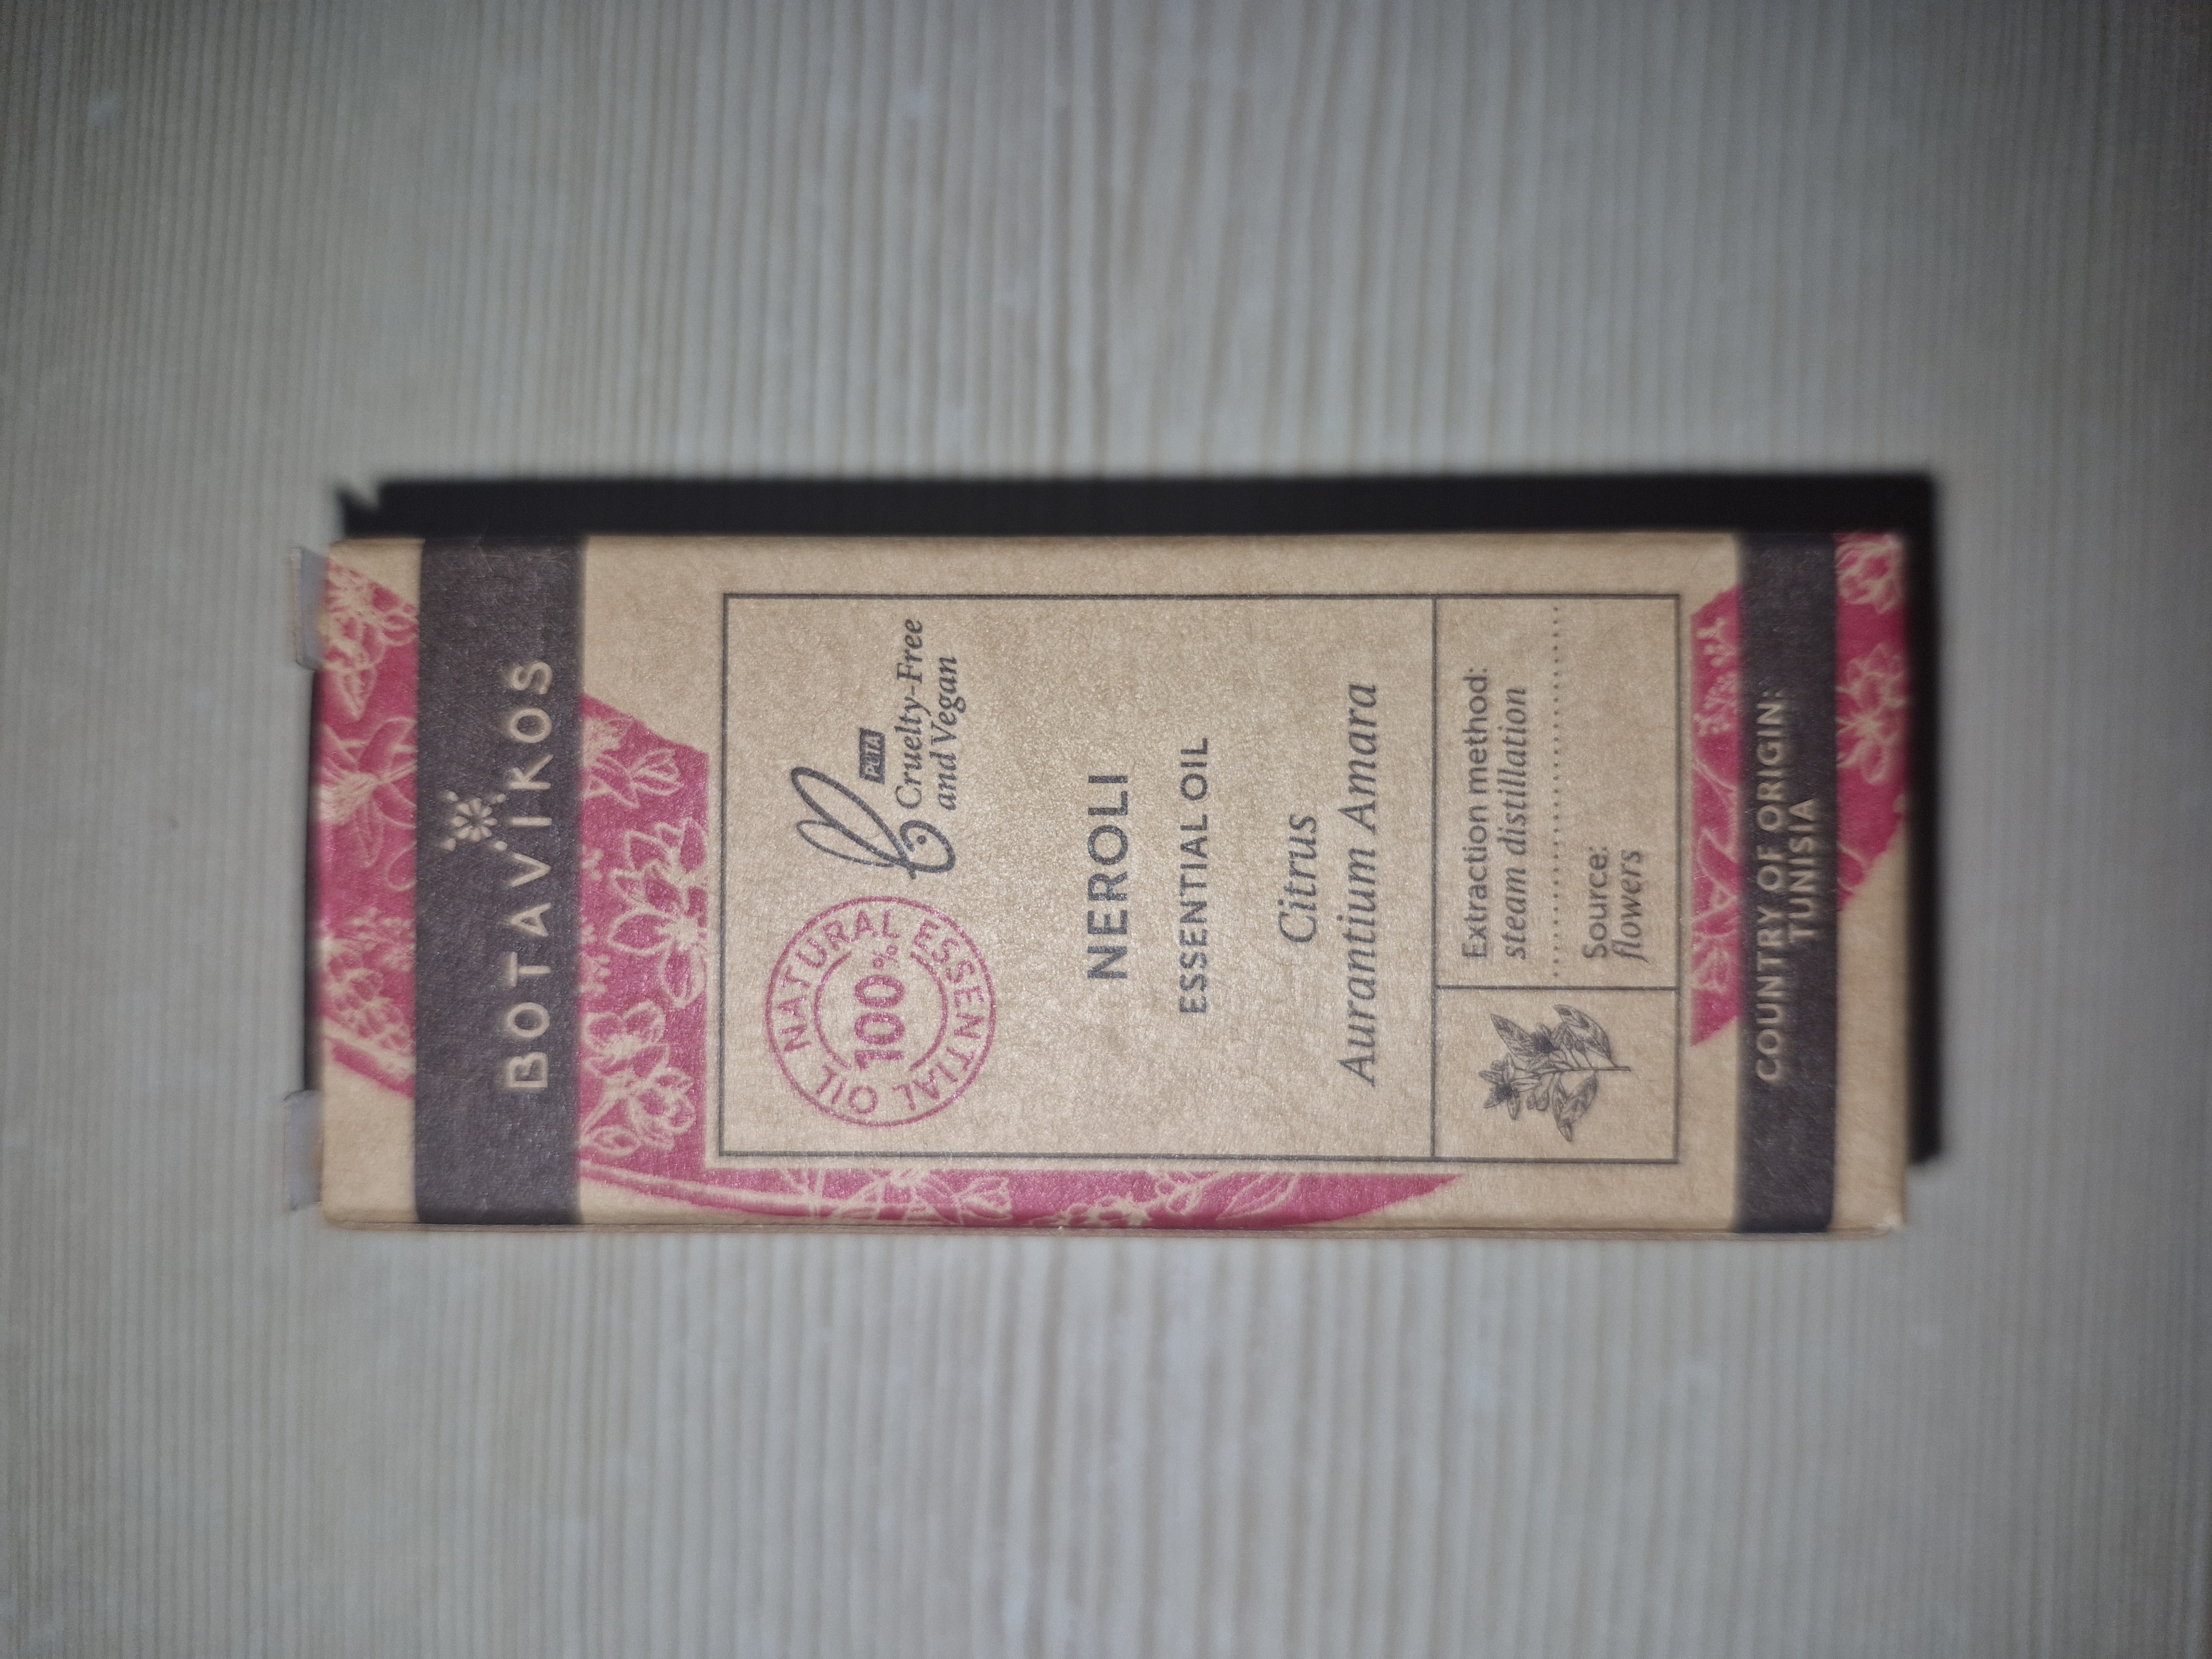 BOTAVIKOS
NATURAL ESSENTIAL OIL
100%
PETA
Cruelty-Free
and Vegan
NEROLI
ESSENTIAL OIL
Citrus
Aurantium Amara
Extraction method:
steam distillation
Source:
flowers
COUNTRY OF ORIGIN:
TUNISIA